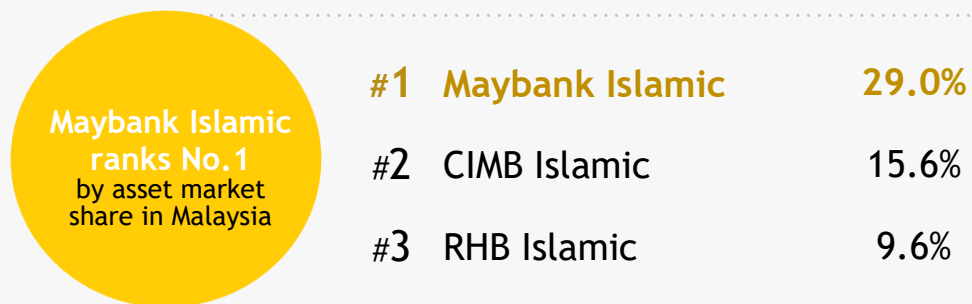 Maybank Islamic
ranks No.1
by asset market
share in Malaysia
#1 Maybank Islamic 29.0%
#2 CIMB Islamic 15.6%
#3 RHB Islamic 9.6%